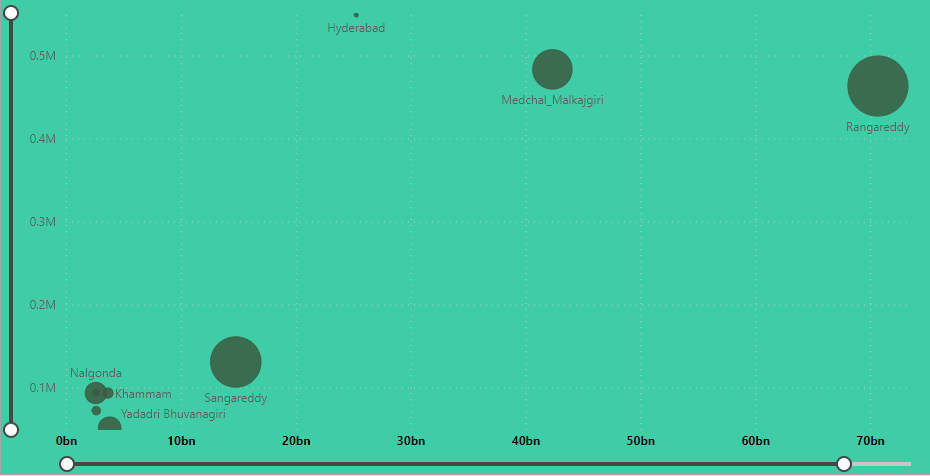 Hyderabad
0.5M
Medchal_Malkajgiri
Rangareddy
0.4M
0.3M
0.2M
Nalgonda
0.1M
Khammam
Sangareddy
Yadadri Bhuvanagiri
0bn 10bn 20bn 30bn 40bn 50bn 60bn 70bn